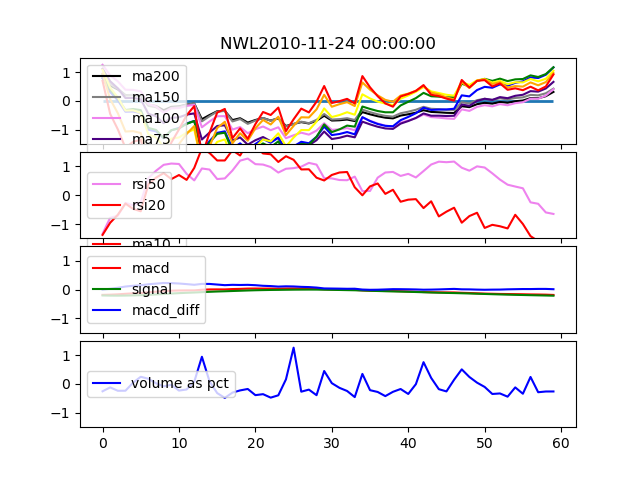 NWL2010-11-24 00:00:00
1
0
−1
ma200
ma150
ma100
ma75
1
0
−1
rsi50
rsi20
ma10
1
0
−1
macd
signal
macd_diff
1
0
−1
volume as pct
0 10 20 30 40 50 60